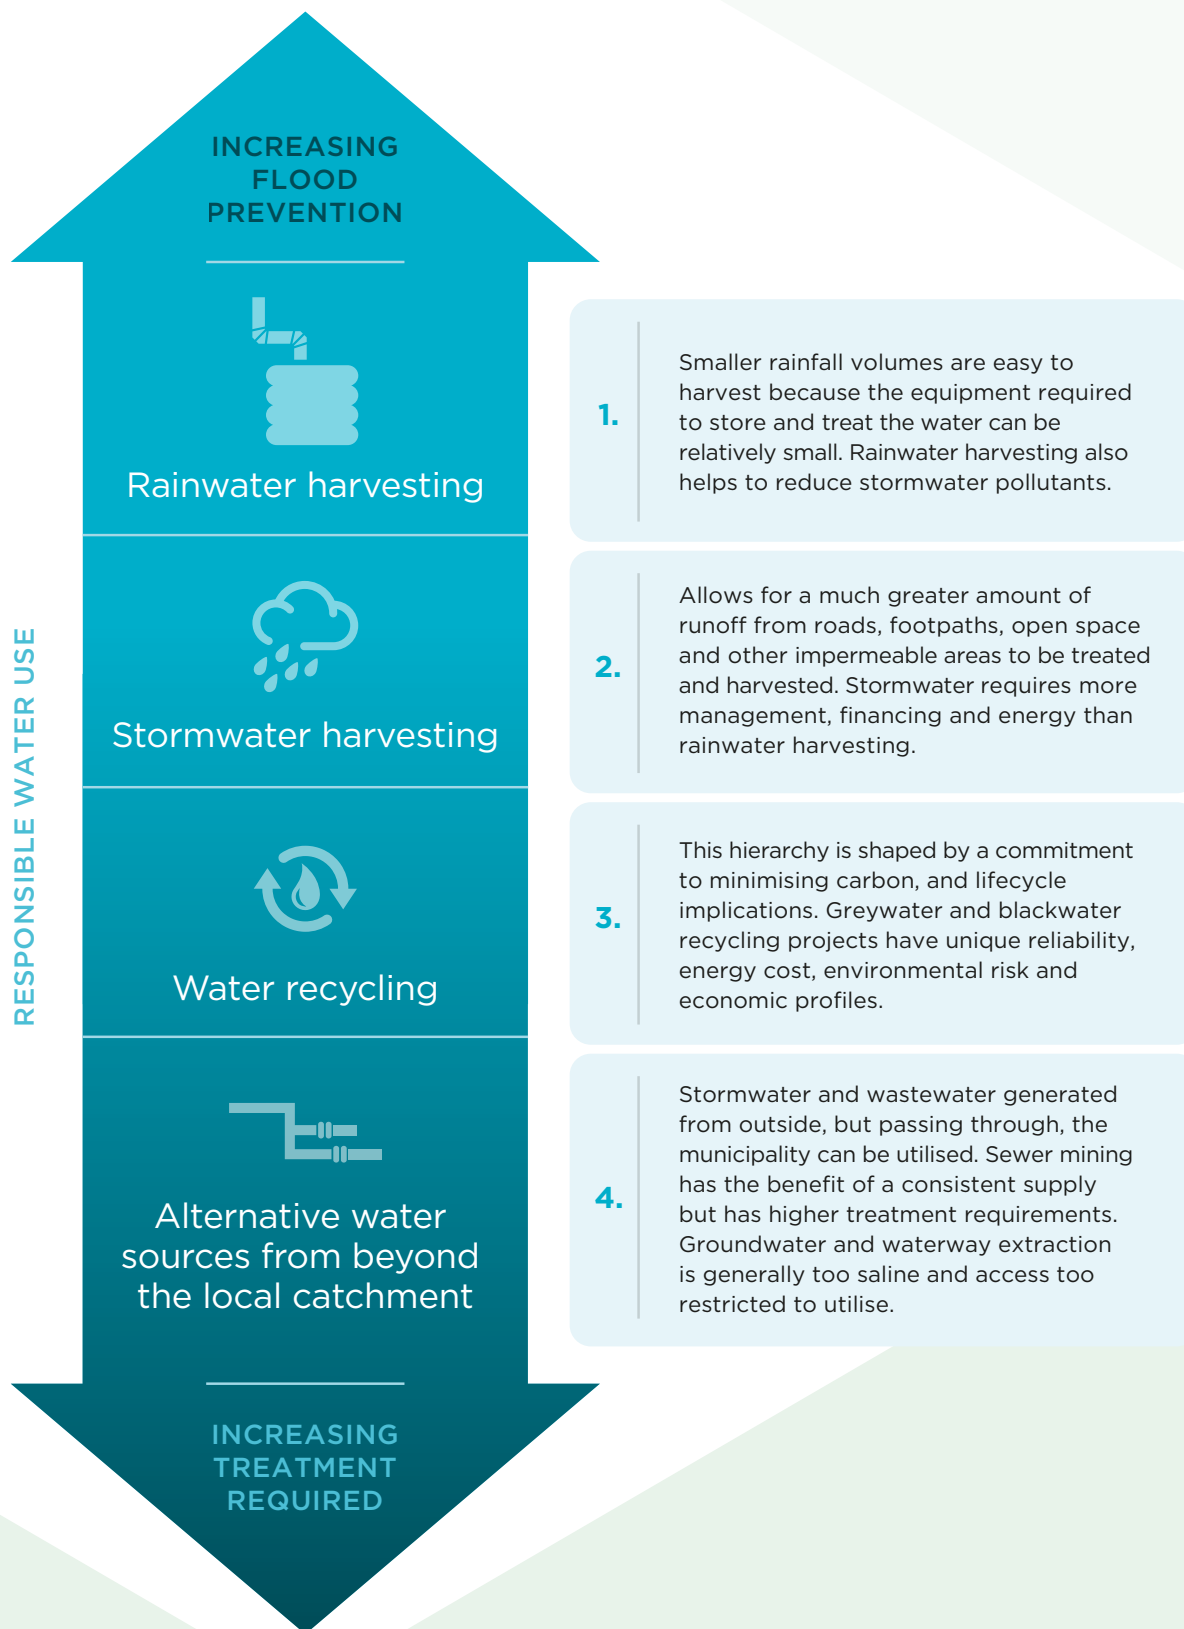 INCREASING
FLOOD
PREVENTION
RESPONSIBLE WATER USE
Rainwater harvesting
1.
Smaller rainfall volumes are easy to
harvest because the equipment required
to store and treat the water can be
relatively small. Rainwater harvesting also
helps to reduce stormwater pollutants.
Stormwater harvesting
2.
Allows for a much greater amount of
runoff from roads, footpaths, open space
and other impermeable areas to be treated
and harvested. Stormwater requires more
management, financing and energy than
rainwater harvesting.
Water recycling
3.
This hierarchy is shaped by a commitment
to minimising carbon, and lifecycle
implications. Greywater and blackwater
recycling projects have unique reliability,
energy cost, environmental risk and
economic profiles.
Alternative water
sources from beyond
the local catchment
4.
Stormwater and wastewater generated
from outside, but passing through, the
municipality can be utilised. Sewer mining
has the benefit of a consistent supply
but has higher treatment requirements.
Groundwater and waterway extraction
is generally too saline and access too
restricted to utilise.
INCREASING
TREATMENT
REQUIRED